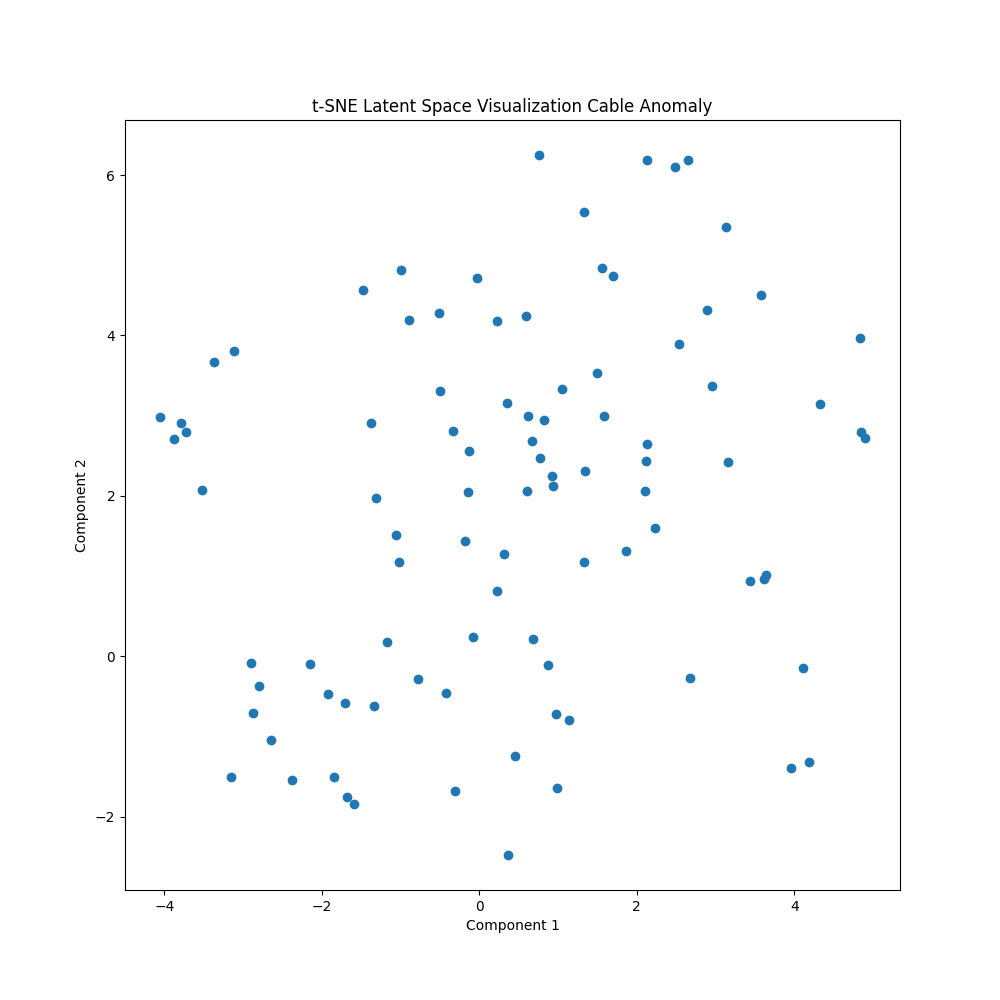 t-SNE Latent Space Visualization Cable Anomaly
6
4
2
0
−2
Component 2
−4 −2 0 2 4
Component 1